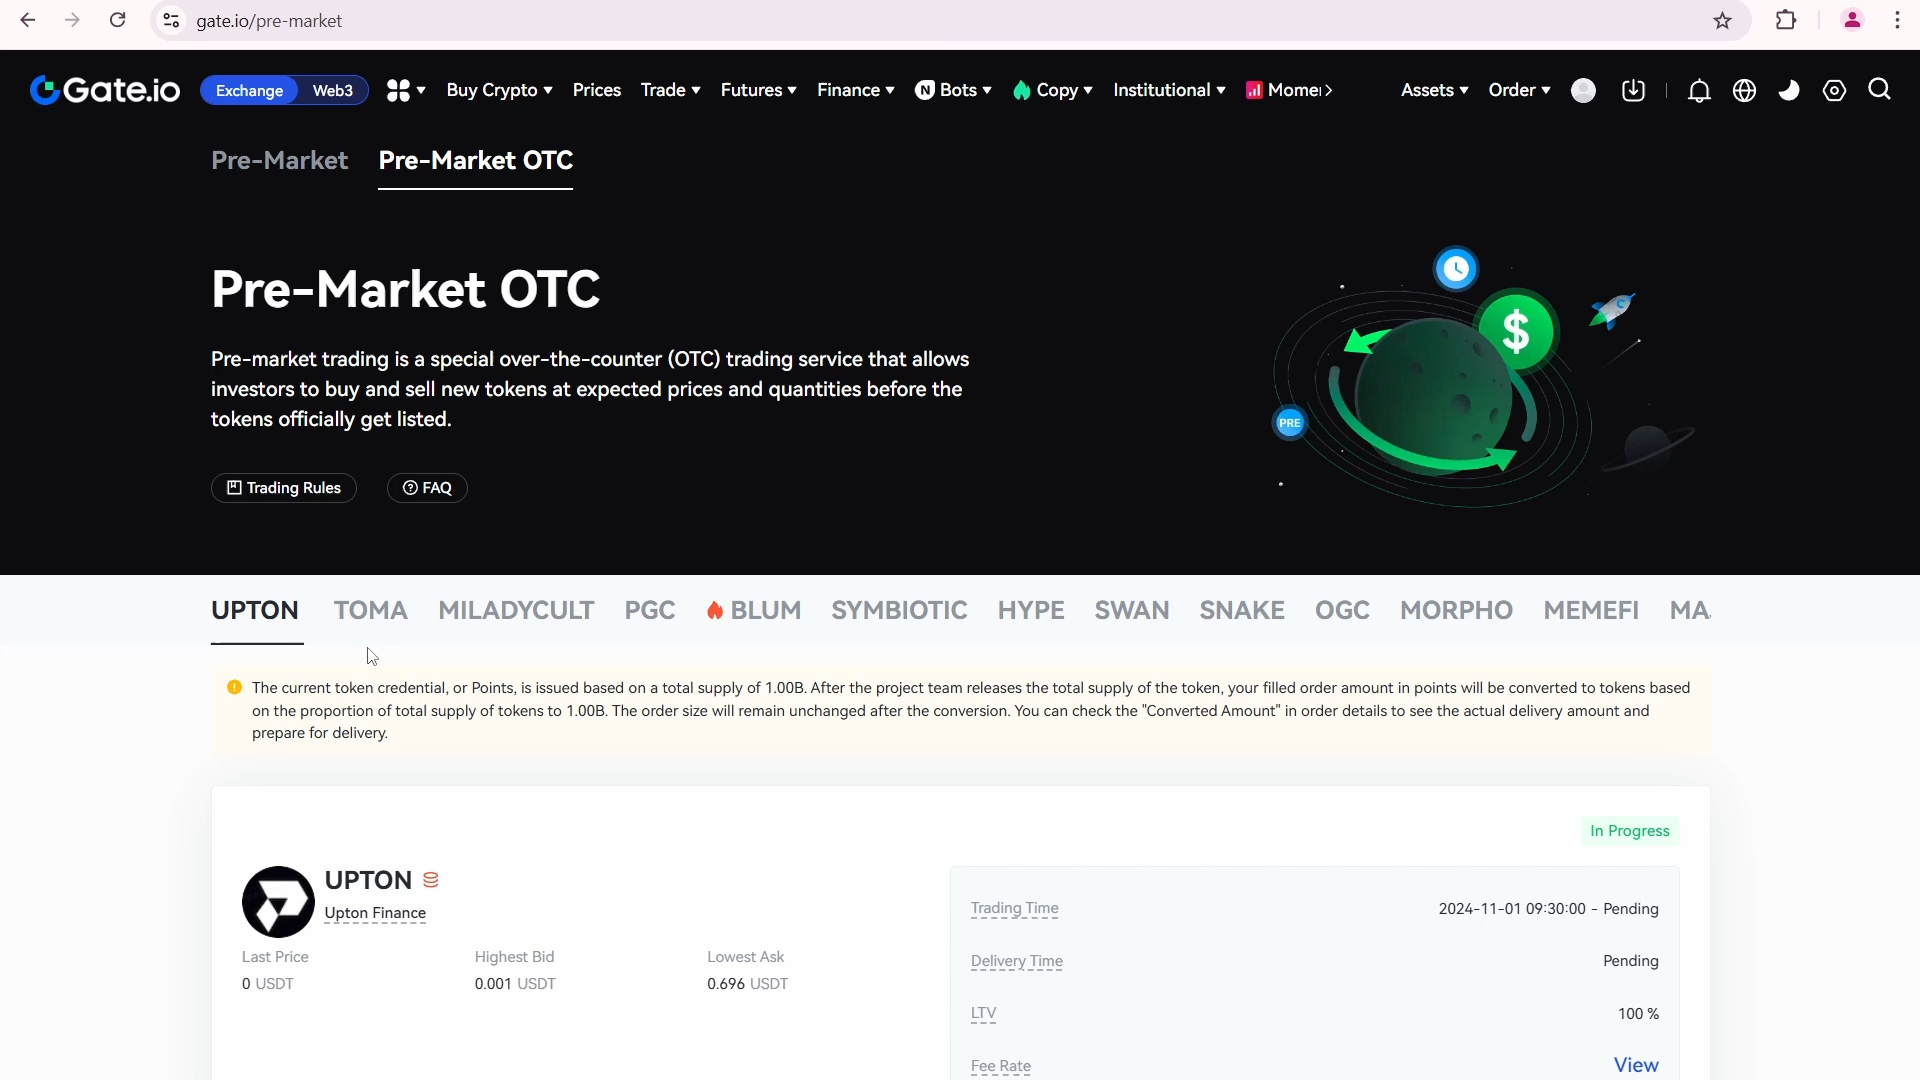 gate.io/pre-market
Gate.io Exchange Web3 Buy Crypto Prices Trade Futures Finance Bots Copy Institutional Momei Assets Order
Pre-Market Pre-Market OTC
Pre-Market OTC
Pre-market trading is a special over-the-counter (OTC) trading service that allows
investors to buy and sell new tokens at expected prices and quantities before the
tokens officially get listed.
$
PRE
Trading Rules FAQ
UPTON TOMA MILADYCULT PGC BLUM SYMBIOTIC HYPE SWAN SNAKE OGC MORPHO MEMEFI MA
The current token credential, or Points, is issued based on a total supply of 1.00B. After the project team releases the total supply of the token, your filled order amount in points will be converted to tokens based
on the proportion of total supply of tokens to 1.00B. The order size will remain unchanged after the conversion. You can check the "Converted Amount" in order details to see the actual delivery amount and
prepare for delivery.
In Progress
UPTON
Upton Finance
Last Price Highest Bid Lowest Ask
0 USDT 0.001 USDT 0.696 USDT
Trading Time 2024-11-01 09:30:00 - Pending
Delivery Time Pending
LTV 100 %
Fee Rate View